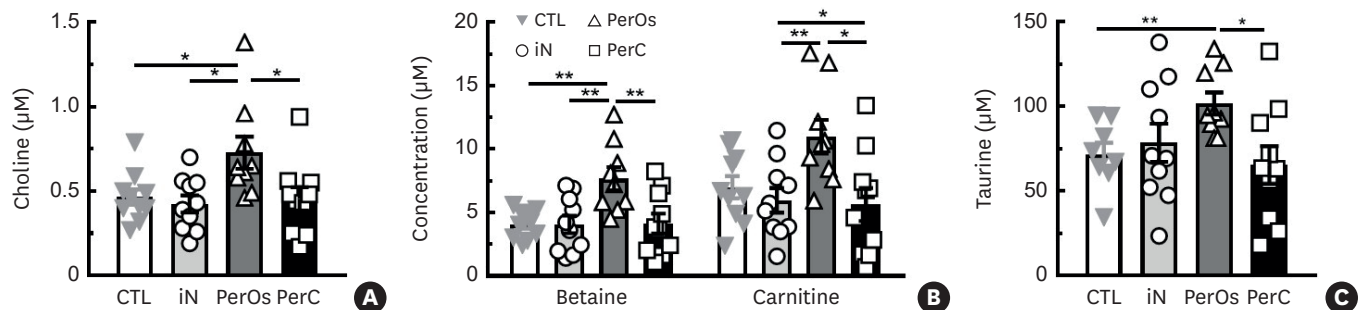 1.5
1.0
0.5
0
Choline (μM)
*
*
*
CTL iN PerOs PerC
A
20
15
10
5
0
Concentration (μM)
CTL PerOs
iN PerC
**
**
**
*
**
*
Betaine Carnitine
B
150
100
50
0
Taurine (μM)
**
*
CTL iN PerOs PerC
C